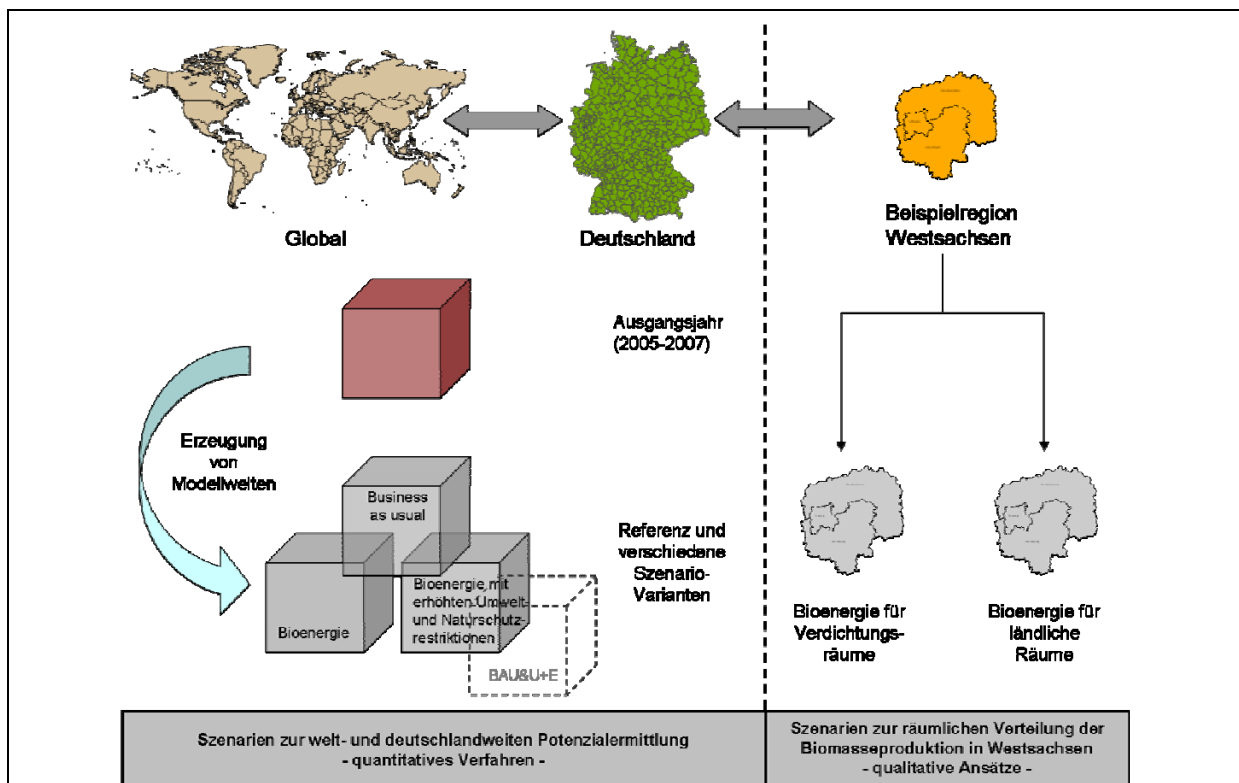 Global
Deutschland
Beispielregion
Westsachsen
Ausgangsjahr
(2005-2007)
Erzeugung
von
Modellwelten
Business
as usual
Bioenergie
Bioenergie, mit
erhöhten Umwelt-
und Naturschutz-
restriktionen
BAU&U+E
Referenz und
verschiedene
Szenario-
Varianten
Bioenergie für
Verdichtungs-
räume
Bioenergie für
ländliche
Räume
Szenarien zur welt- und deutschlandweiten Potenzialermittlung
- quantitatives Verfahren -
Szenarien zur räumlichen Verteilung der
Biomasseproduktion in Westsachsen
- qualitative Ansätze -